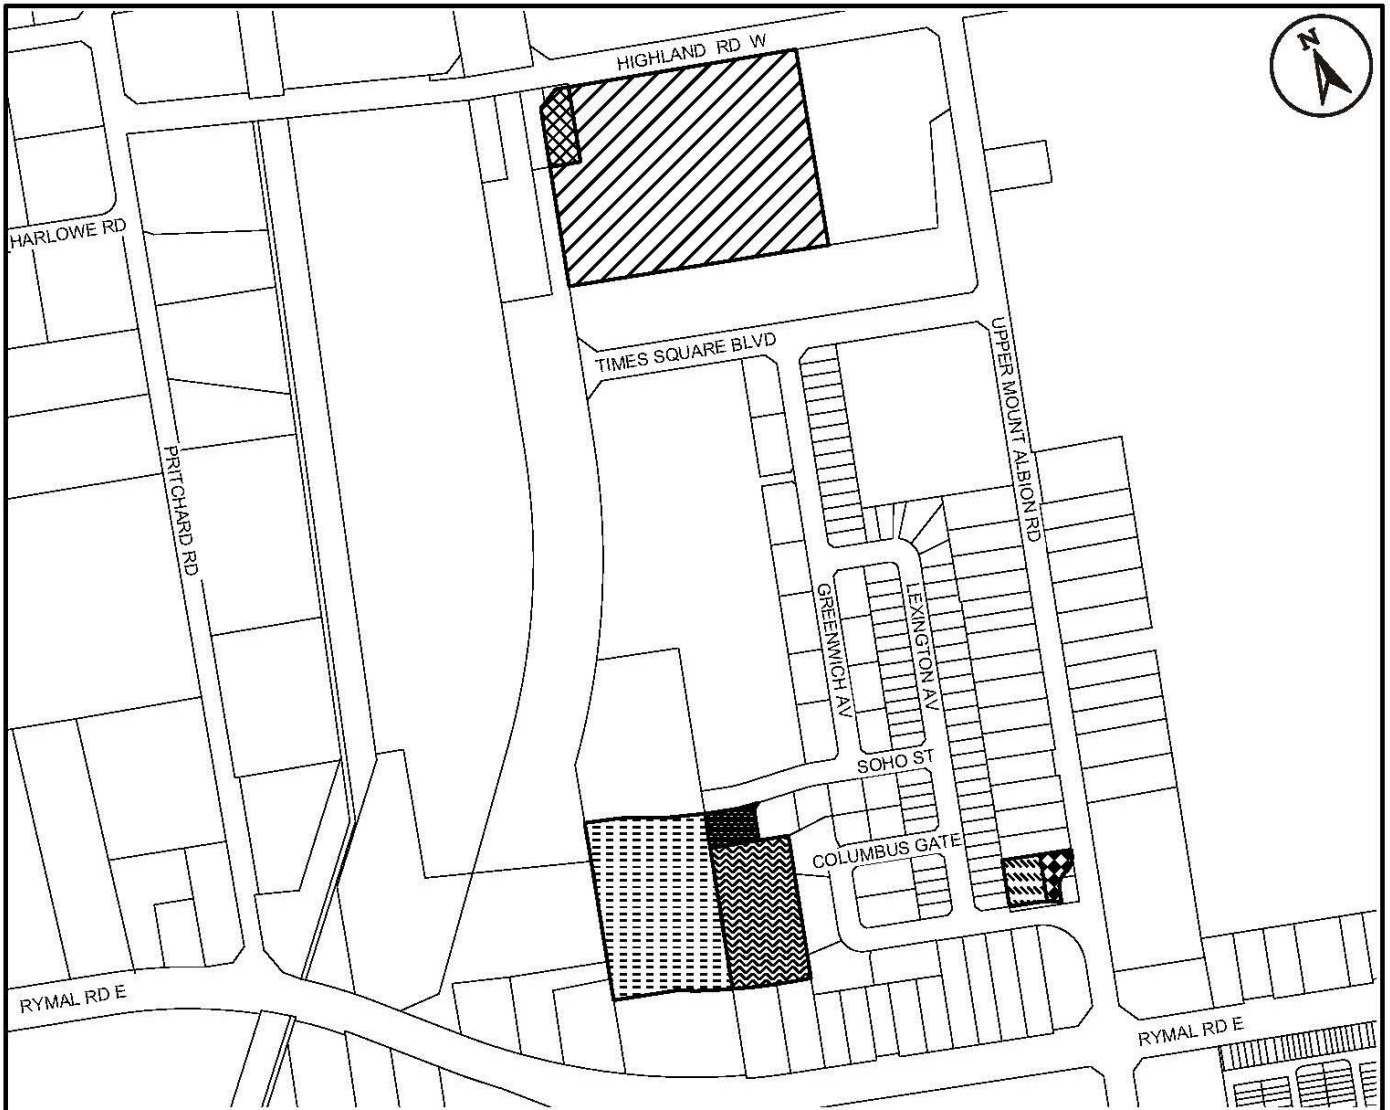 N
HIGHLAND RD W
HARLOWE RD
TIMES SQUARE BLVD
UPPER MOUNT ALBION RD
PRITCHARD RD
GREENWICH AV
LEXINGTON AV
SOHO ST
COLUMBUS GATE
RYMAL RD E
RYMAL RD E